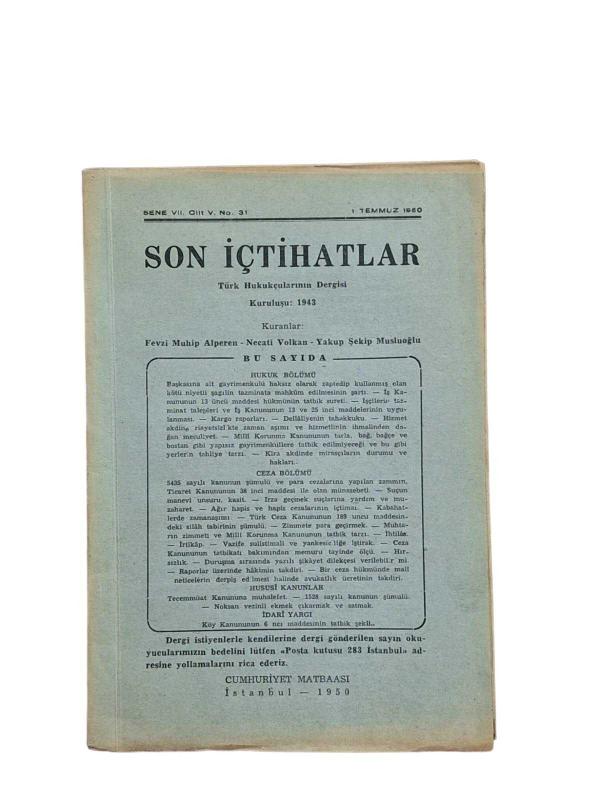 SENE VII. Cilt V. No. 31 1 TEMMUZ 1950
SON İÇTİHATLAR
Türk Hukukçularının Dergisi
Kuruluşu: 1943
Kuranlar:
Fevzi Muhip Alperen - Necati Volkan - Yakup Şekip Musluoğlu
BU SAYIDA
HUKUK BÖLÜMÜ
Başkasına ait gayrimenkulü haksız olarak zaptedip kullanmış olan
kötü niyetli şagilin tazminata mahkûm edilmesinin şartı. — İş Ka-
nununun 13 üncü maddesi hükmünün tatbik sureti. — İşçilerin taz-
minat talepleri ve İş Kanununun 13 ve 25 inci maddelerinin uygu-
lanması. — Kargo raporları. — Dellâliyenin tahakkuku. — Hizmet
akdine riayetsizlikte zaman aşımı ve hizmetlinin ihmalinden do-
ğan mesuliyet. — Millî Korunma Kanununun tarla, bağ, bahçe ve
bostan gibi yapısız gayrimenkullere tatbik edilmiyeceği ve bu gibi
yerlerin tahliye tarzı. — Kira akdinde mirasçıların durumu ve
hakları..
CEZA BÖLÜMÜ
5435 sayılı kanunun şümulü ve para cezalarına yapılan zammın,
Ticaret Kanununun 38 inci maddesi ile olan münasebeti. — Suçun
manevî unsuru, kasit. — Irza geçmek suçlarına yardım ve mu-
zaharet. — Ağır hapis ve hapis cezalarının içtimaı. — Kabahat-
lerde zamanaşımı — Türk Ceza Kanununun 189 uncu maddesin-
deki silâh tabirinin şümulü. — Zimmete para geçirmek. — Muhta-
rın zimmeti ve Millî Korunma Kanununun tatbik tarzı. — İhtilâs.
— İrtikâp. — Vazife suiistimali ve yankesiciliğe iştirak. — Ceza
Kanununun tatbikatı bakımından memuru tayinde ölçü. — Hır-
sızlık. — Duruşma sırasında yazılı şikâyet dilekçesi verilebilir mi.
— Raporlar üzerinde hâkimin takdiri. — Bir ceza hükmünde malî
neticelerin derpiş edilmesi halinde avukatlık ücretinin takdiri.
HUSUSÎ KANUNLAR
Tecemmüat Kanununa muhalefet. — 1528 sayılı kanunun şümulü.
— Noksan vezinli ekmek çıkarmak ve satmak.
İDARÎ YARGI
Köy Kanununun 6 ncı maddesinin tatbik şekli..
Dergi istiyenlerle kendilerine dergi gönderilen sayın oku-
yucularımızın bedelini lütfen «Posta kutusu 283 İstanbul» ad-
resine yollamalarını rica ederiz.
CUMHURİYET MATBAASI
İstanbul — 1950